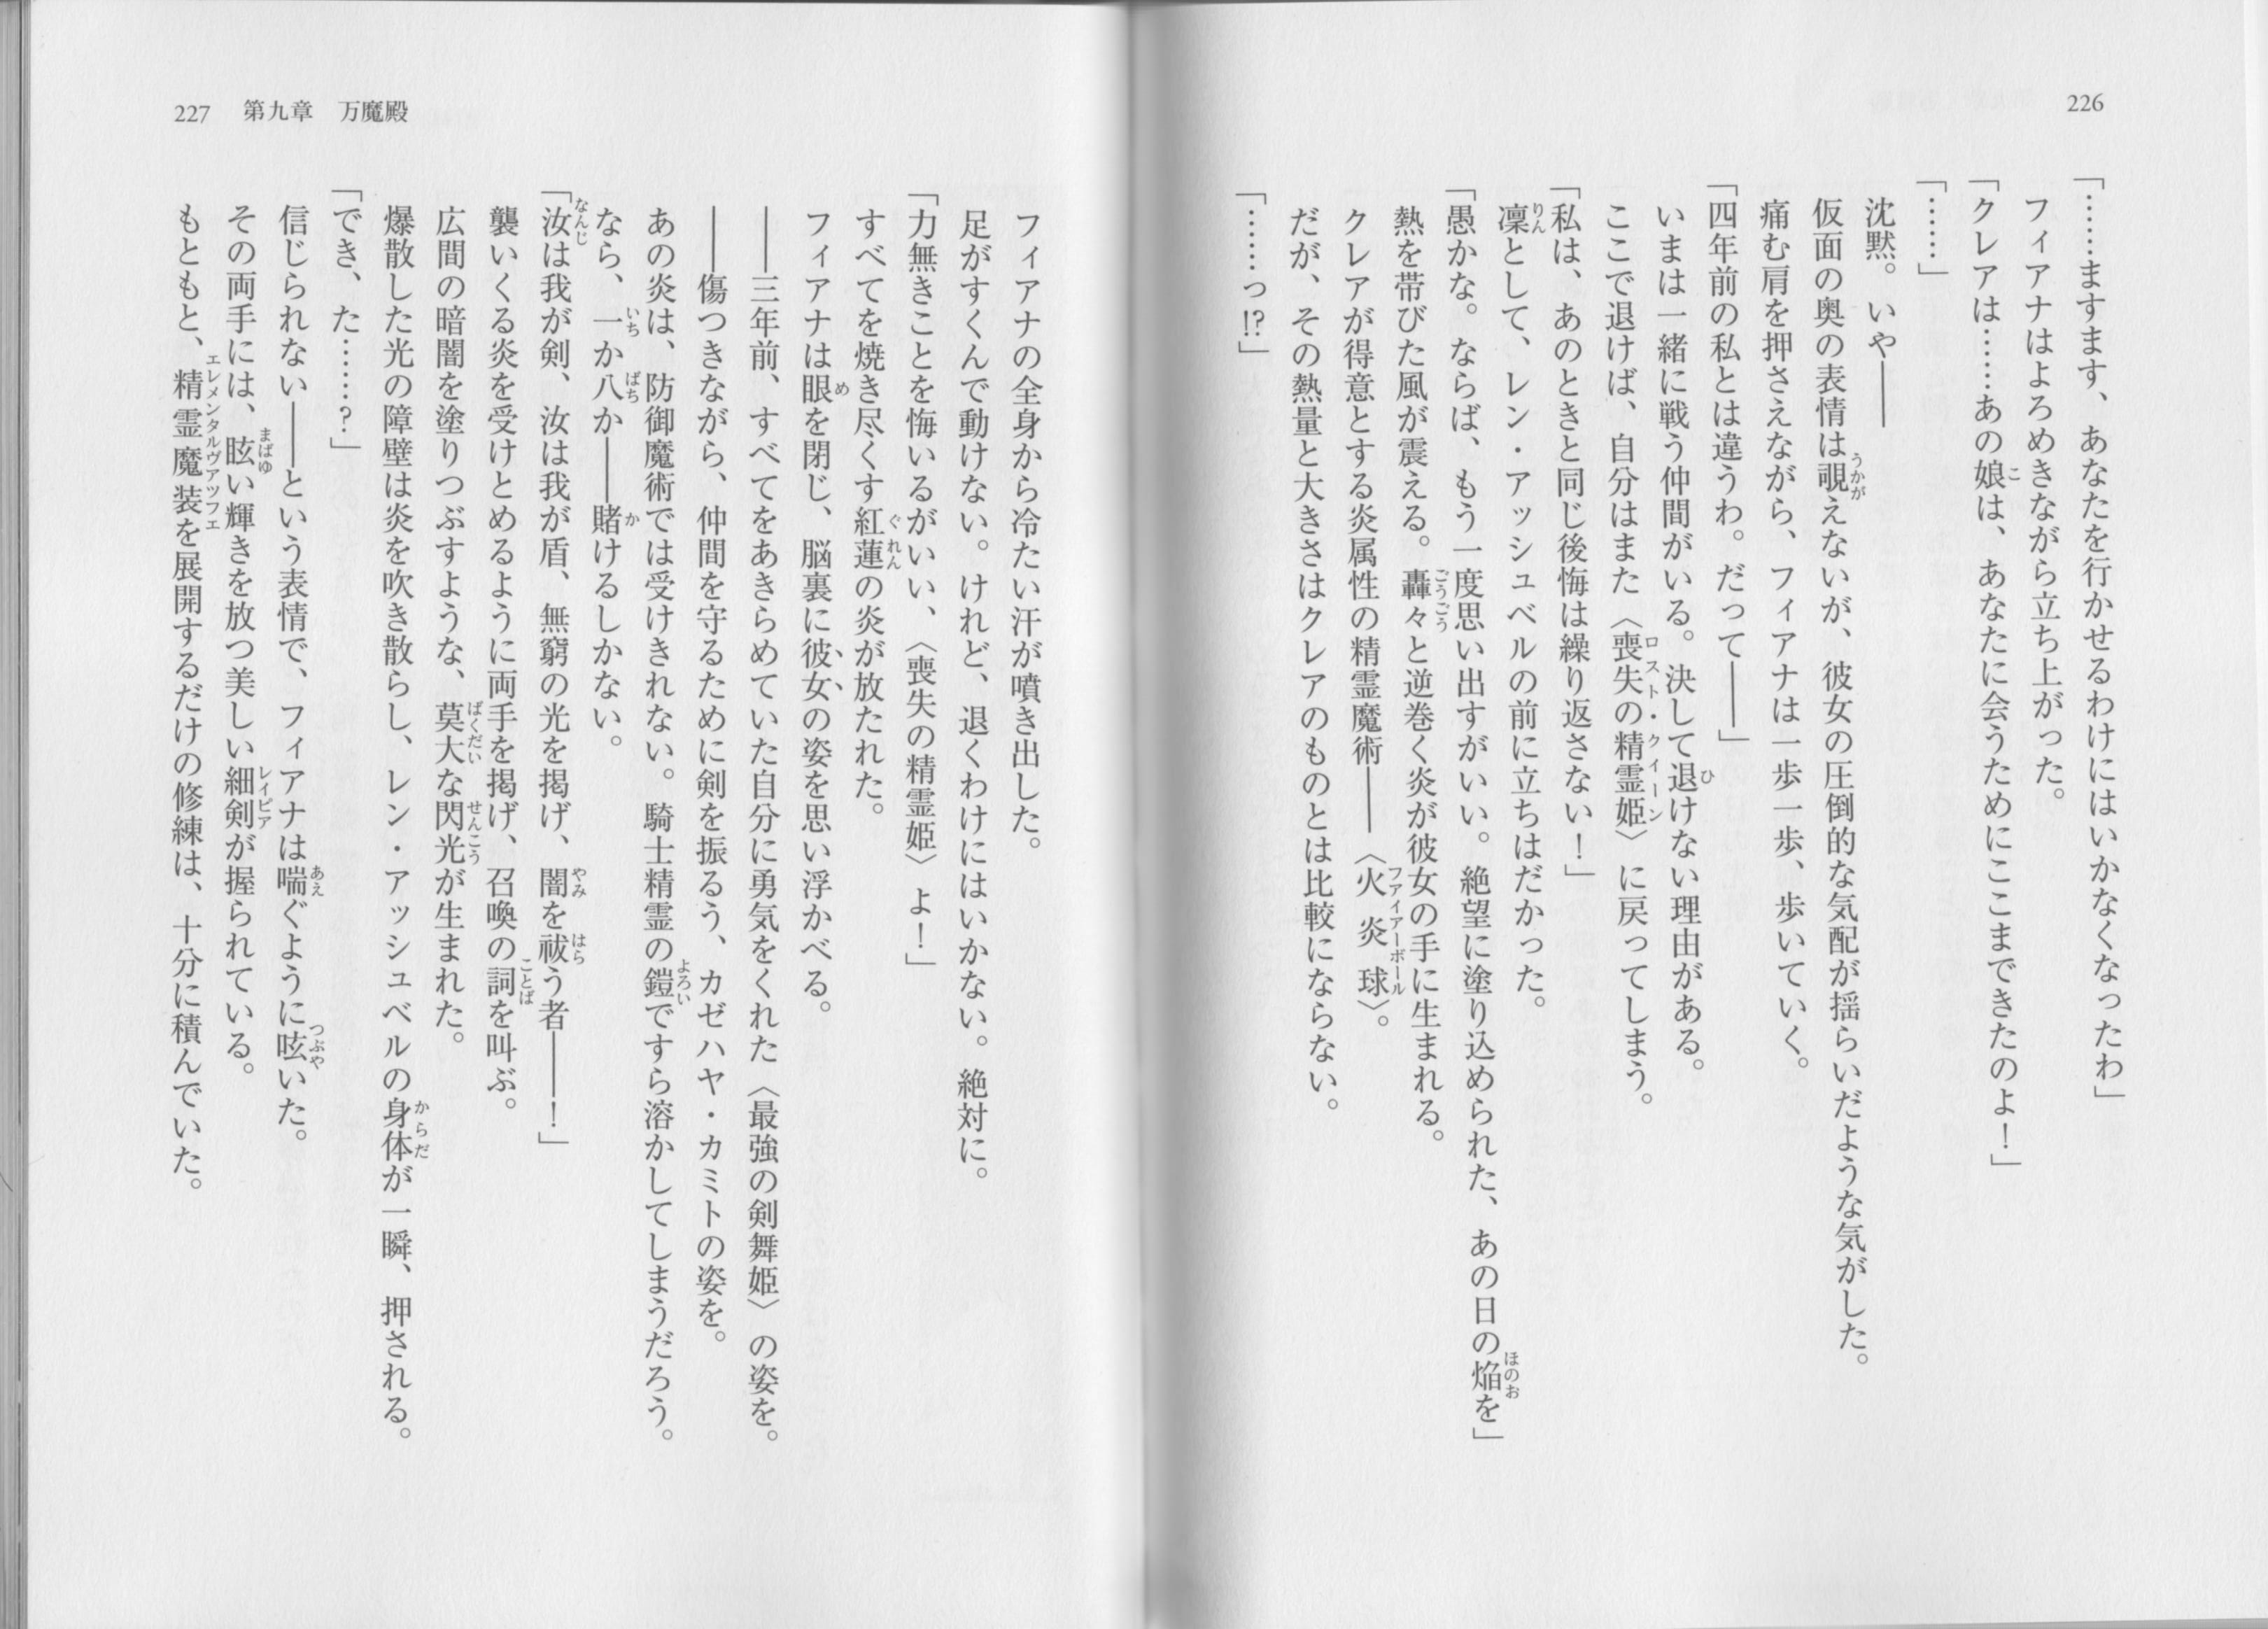 226
「……ますます、あなたを行かせるわけにはいかなくなったわ」
フィアナはよろめきながら立ち上がった。
「クレアは……あの娘は、あなたに会うためにここまできたのよ！」
「……」
沈黙。いや――
仮面の奥の表情は覗えないが、彼女の圧倒的な気配が揺らいだような気がした。
痛む肩を押さえながら、フィアナは一歩一歩、歩いていく。
「四年前の私とは違うわ。だって――」
いまは一緒に戦う仲間がいる。決して退けない理由がある。
ここで退けば、自分はまた〈喪失の精霊姫〉に戻ってしまう。
「私は、あのときと同じ後悔は繰り返さない！」
凛として、レン・アッシュベルの前に立ちはだかった。
「愚かな。ならば、もう一度思い出すがいい。絶望に塗り込められた、あの日の焔を」
熱を帯びた風が震える。轟々と逆巻く炎が彼女の手に生まれる。
クレアが得意とする炎属性の精霊魔術――〈火炎球〉。
だが、その熱量と大きさはクレアのものとは比較にならない。
「……っ!?」
227 第九章 万魔殿
フィアナの全身から冷たい汗が噴き出した。
足がすくんで動けない。けれど、退くわけにはいかない。絶対に。
「力無きことを悔いるがいい、〈喪失の精霊姫〉よ！」
すべてを焼き尽くす紅蓮の炎が放たれた。
フィアナは眼を閉じ、脳裏に彼女の姿を思い浮かべる。
――三年前、すべてをあきらめていた自分に勇気をくれた〈最強の剣舞姫〉の姿を。
――傷つきながら、仲間を守るために剣を振るう、カゼハヤ・カミトの姿を。
あの炎は、防御魔術では受けきれない。騎士精霊の鎧ですら溶かしてしまうだろう。
なら、一か八か――賭けるしかない。
「汝は我が剣、汝は我が盾、無窮の光を掲げ、闇を祓う者――！」
襲いくる炎を受けとめるように両手を掲げ、召喚の詞を叫ぶ。
広間の暗闇を塗りつぶすような、莫大な閃光が生まれた。
爆散した光の障壁は炎を吹き散らし、レン・アッシュベルの身体が一瞬、押される。
「でき、た……？」
信じられない――という表情で、フィアナは喘ぐように呟いた。
その両手には、眩い輝きを放つ美しい細剣が握られている。
もともと、精霊魔装を展開するだけの修練は、十分に積んでいた。